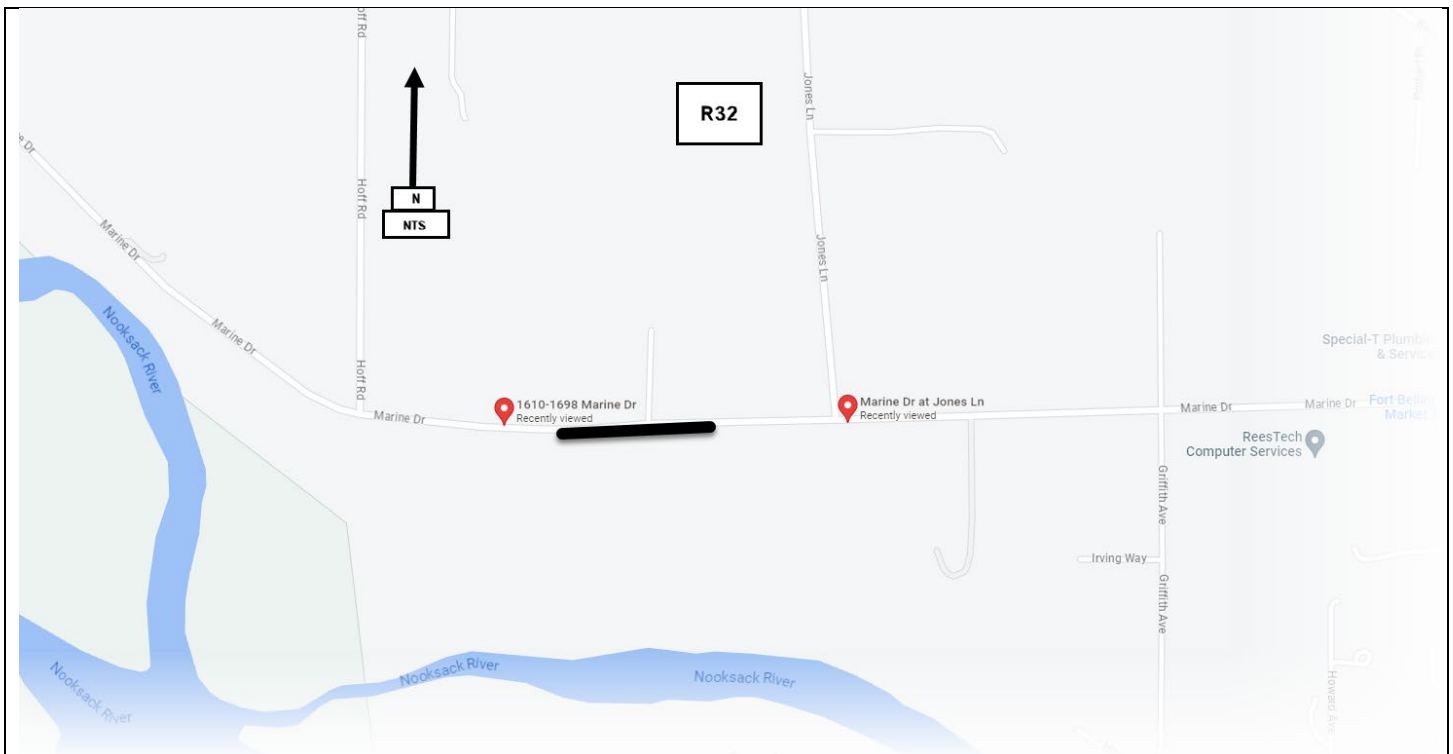 Hoff Rd
Jones Ln
R32
N
NTS
Hoff Rd
Marine Dr
Jones Ln
Nooksack River
Marine Dr
Special-T
& Service
Hoff Rd
1610-1698 Marine Dr
Recently viewed
Marine Dr at Jones Ln
Recently viewed
Marine Dr
Marine Dr
Marine Dr
Fort
Market
ReesTech
Computer Services
Griffith Ave
Irving Way
Griffith Ave
Nooksack River
Nooksack River
Nooksack River
Howard Ave